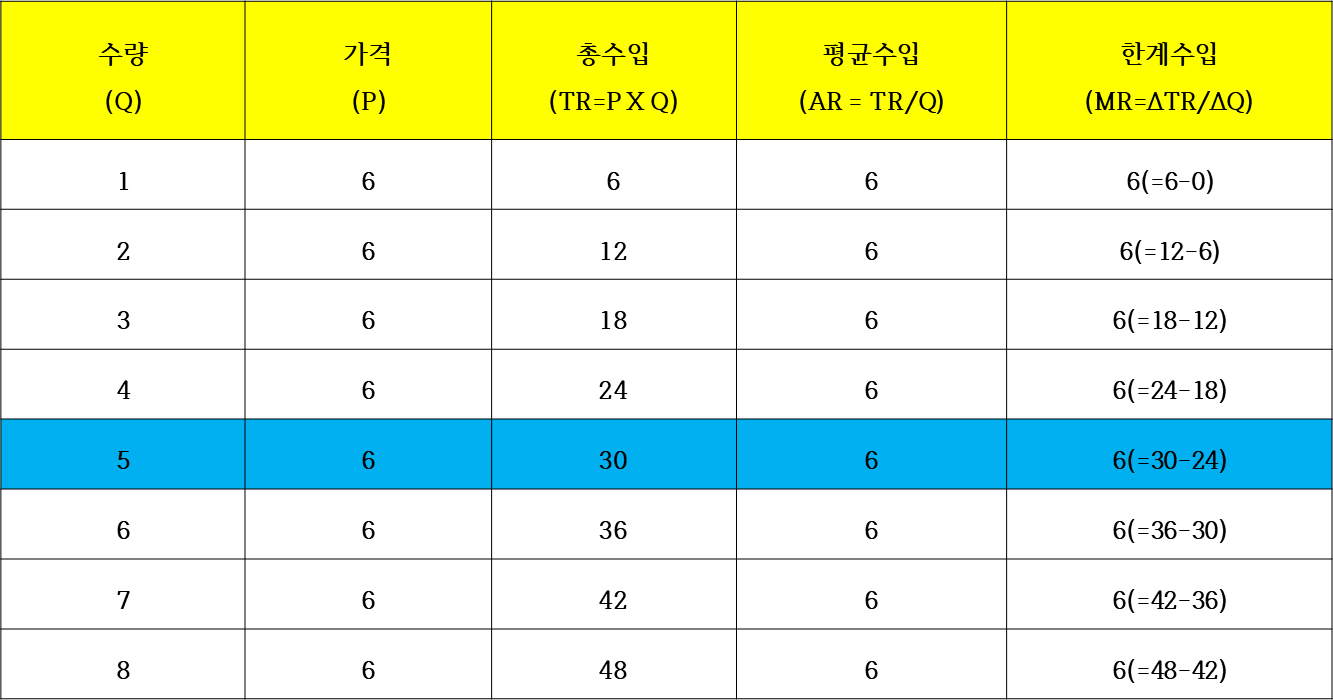 수량 가격 총수입 평균수입 한계수입
(Q) (P) (TR=P X Q) (AR = TR/Q) (MR=ΔTR/ΔQ)
1 6 6 6 6(=6-0)
2 6 12 6 6(=12-6)
3 6 18 6 6(=18-12)
4 6 24 6 6(=24-18)
5 6 30 6 6(=30-24)
6 6 36 6 6(=36-30)
7 6 42 6 6(=42-36)
8 6 48 6 6(=48-42)